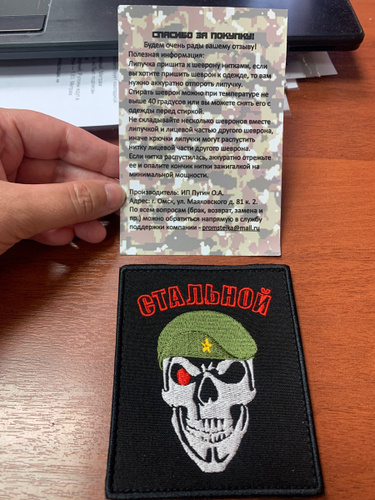 СПАСИБО ЗА ПОКУПКУ!
Будем очень рады вашему отзыву!
Полезная информация:
Липучка пришита к шеврону нитками, если
вы хотите пришить шеврон к одежде, то вам
нужно аккуратно отпороть липучку.
Стирать шеврон можно при температуре не
выше 40 градусов или вы можете снять его с
одежды перед стиркой.
Не складывайте несколько шевронов вместе
липучкой и лицевой частью другого шеврона,
иначе крючки липучки могут распустить
нитку лицевой части другого шеврона.
Если нитка распустилась, аккуратно отрежьте
ее и опалите кончик нитки зажигалкой на
минимальной мощности.
Производитель: ИП Пугин О.А.
Адрес: г. Омск, ул. Маяковского д. 81 к. 2.
По всем вопросам (брак, возврат, замена и
пр.) можно обратиться напрямую в службу
поддержки компании - promstelka@mail.ru
СТАЛЬНОЙ